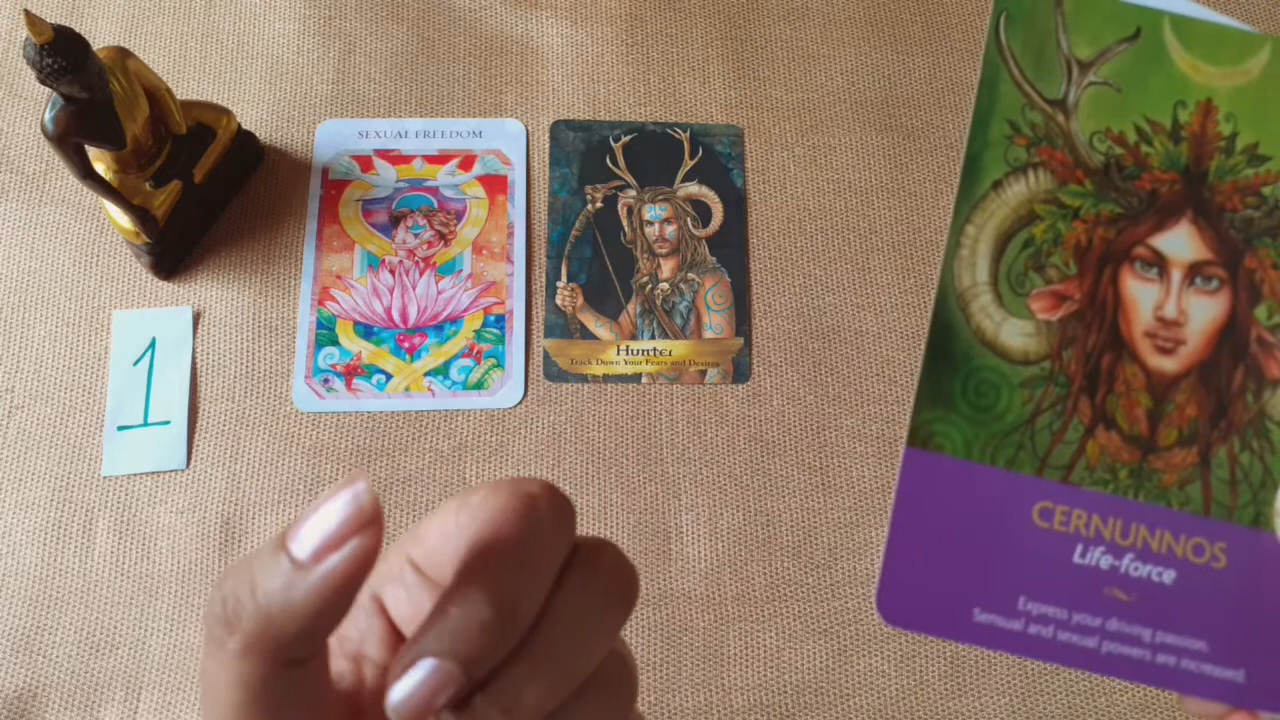 1
SEXUAL FREEDOM
Hunter
Track Down Your Fears and Desires
CERNUNNOS
Life-force
Express your driving passion.
Sensual and sexual powers are increased.